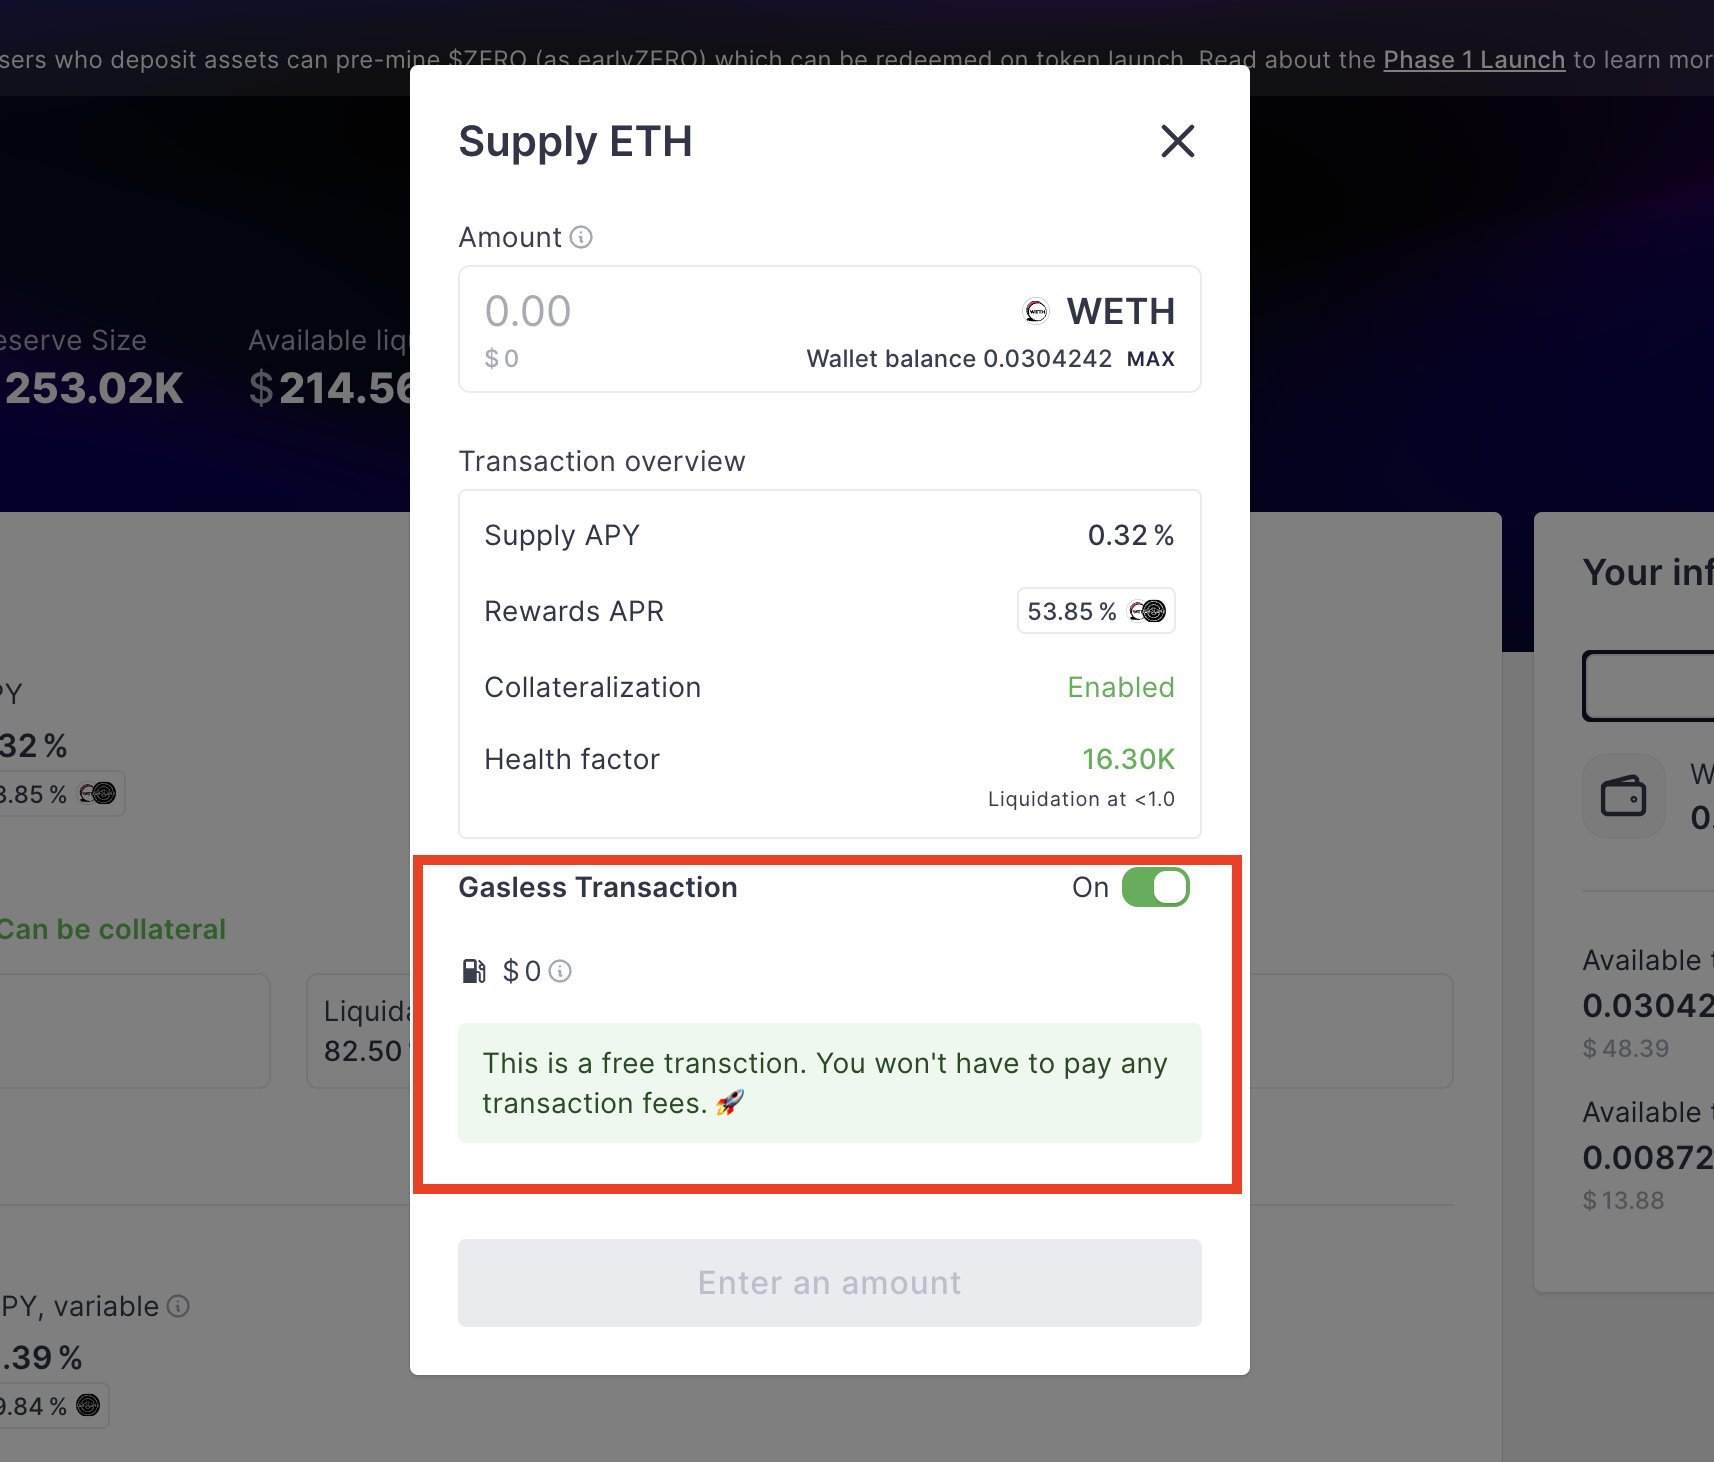 sers who deposit assets can pre-mine $ZERO (as earlyZERO) which can be redeemed on token launch. Read about the Phase 1 Launch to learn mor
Supply ETH
Amount
0.00
WETH
$ 0
Wallet balance 0.0304242 MAX
eserve Size
Available liq
253.02K
$ 214.56
Transaction overview
Supply APY
0.32 %
Rewards APR
53.85 %
Collateralization
Enabled
Health factor
16.30K
Liquidation at <1.0
Gasless Transaction
On
$ 0
This is a free transction. You won't have to pay any
transaction fees. 🚀
Enter an amount
PY
32 %
3.85 %
Can be collateral
Liquida
82.50
PY, variable
.39 %
9.84 %
Your inf
W
0.
Available t
0.03042
$ 48.39
Available t
0.00872
$ 13.88